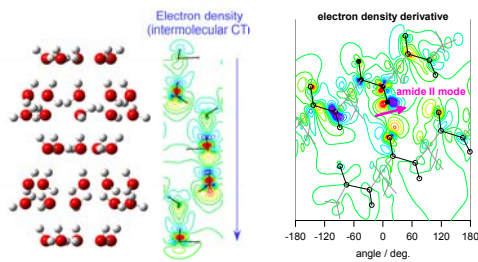 Electron density
(intermolecular CT
electron density derivative
amide II mode
-180 -120 -60 0 60 120 180
angle / deg.